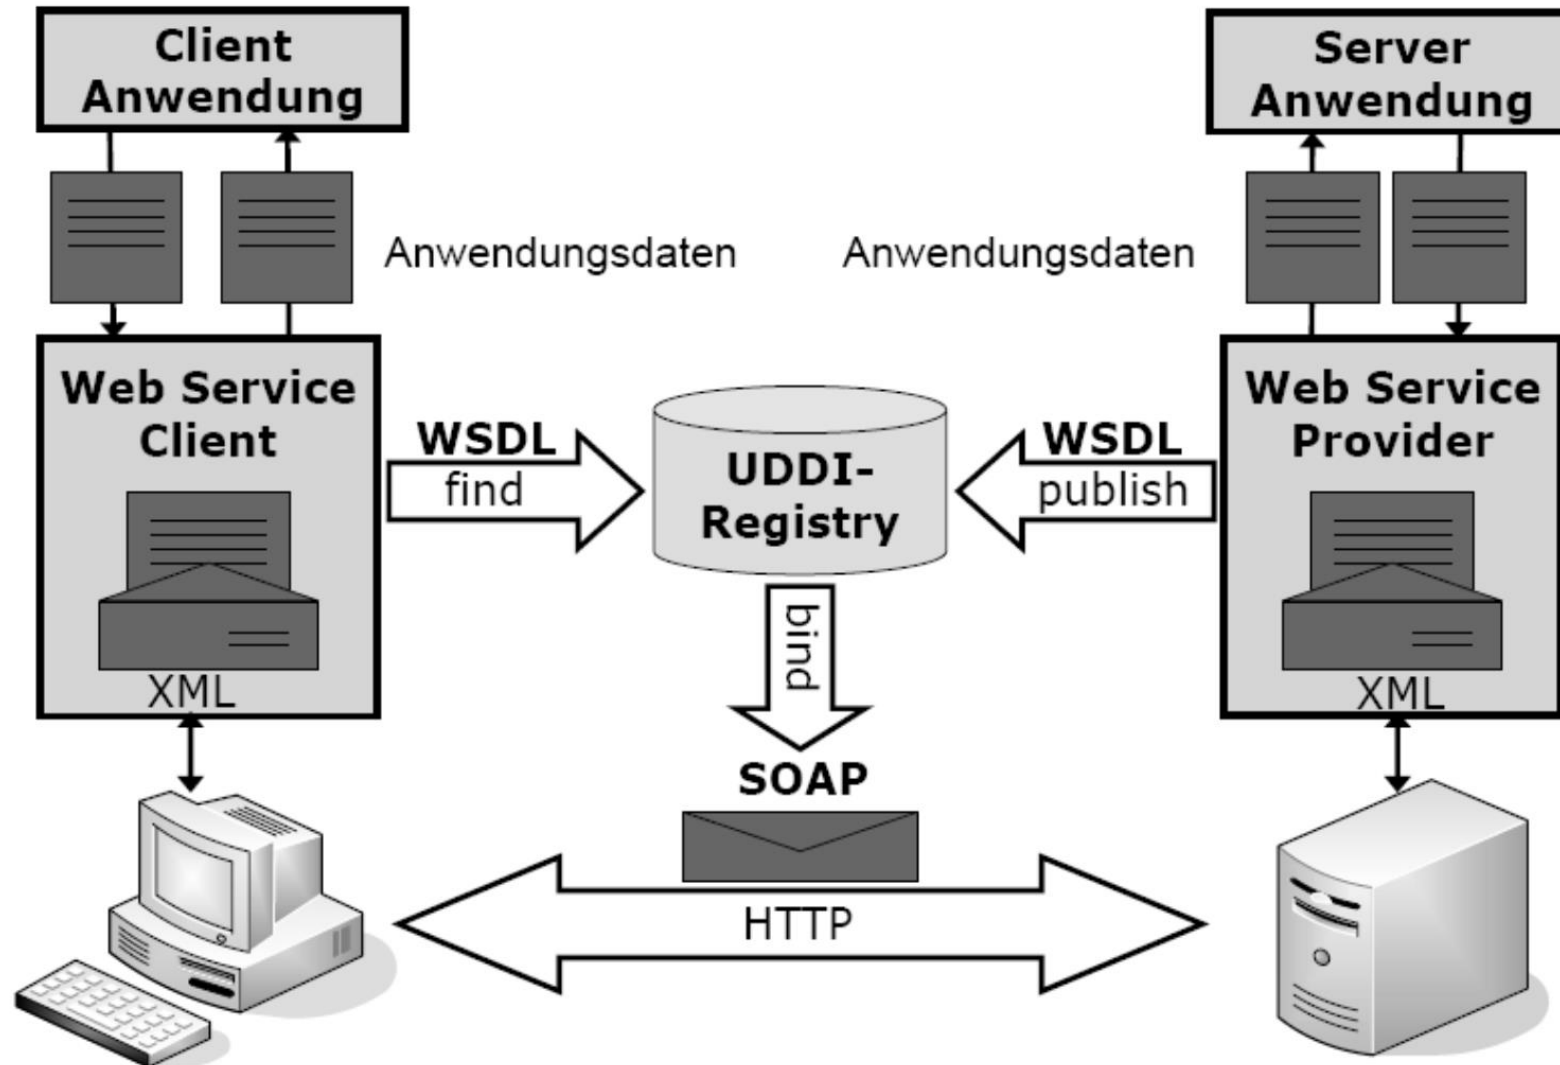 Client
Anwendung
Server
Anwendung
Anwendungsdaten
Anwendungsdaten
Web Service
Client
XML
WSDL
find
UDDI-
Registry
WSDL
publish
Web Service
Provider
XML
bind
SOAP
HTTP